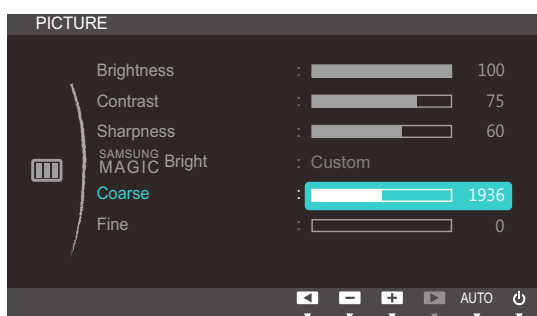 PICTURE
Brightness : 100
Contrast : 75
Sharpness : 60
SAMSUNG MAGIC Bright : Custom
Coarse : 1936
Fine : 0
AUTO